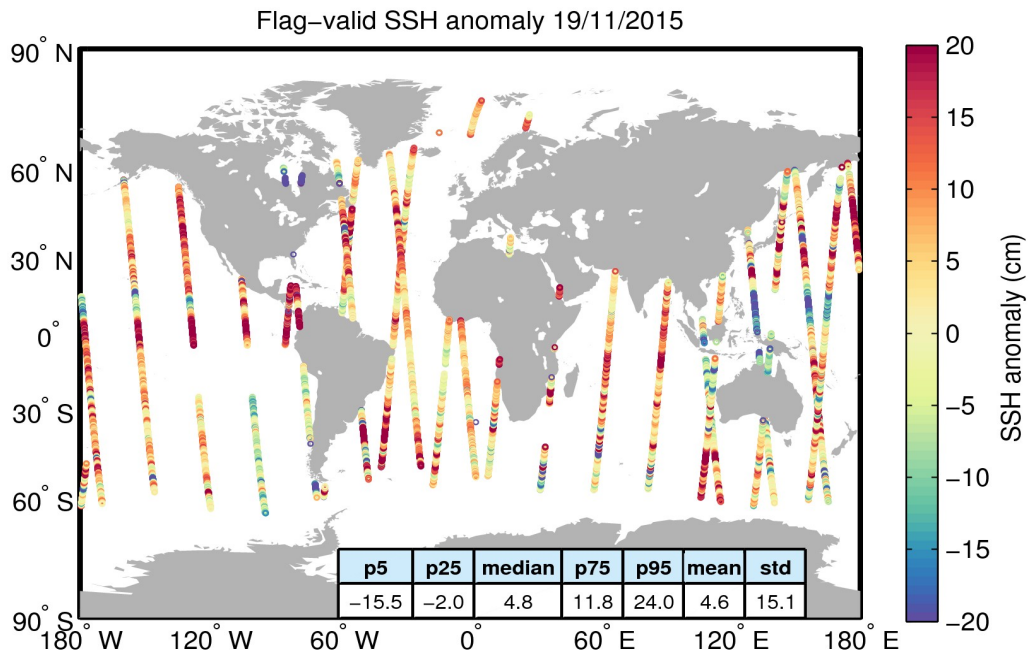 Flag−valid SSH anomaly 19/11/2015
90° N
60° N
30° N
0°
30° S
60° S
90° S
180° W 120° W 60° W 0° 60° E 120° E 180° E
p5 p25 median p75 p95 mean std
−15.5 −2.0 4.8 11.8 24.0 4.6 15.1
20
15
10
5
0
−5
−10
−15
−20
SSH anomaly (cm)